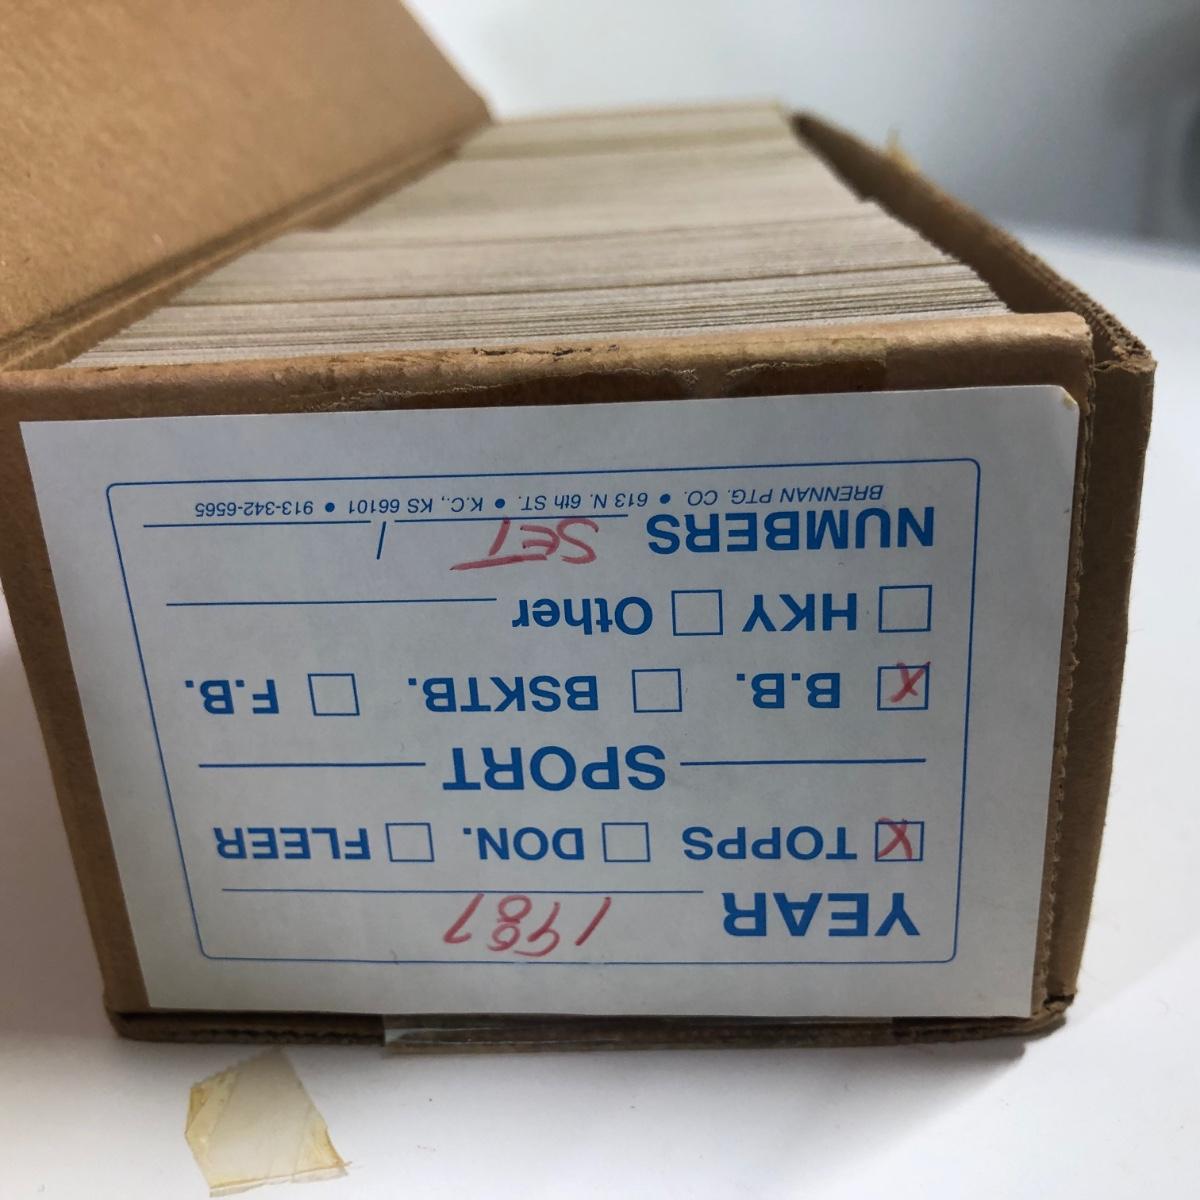 YEAR 1987
X TOPPS DON. FLEER
SPORT
X B.B. BSKTB. F.B.
HKY Other
NUMBERS SET /
BRENNAN PTG. CO. • 613 N. 6th ST. • K.C., KS 66101 • 913-342-6565